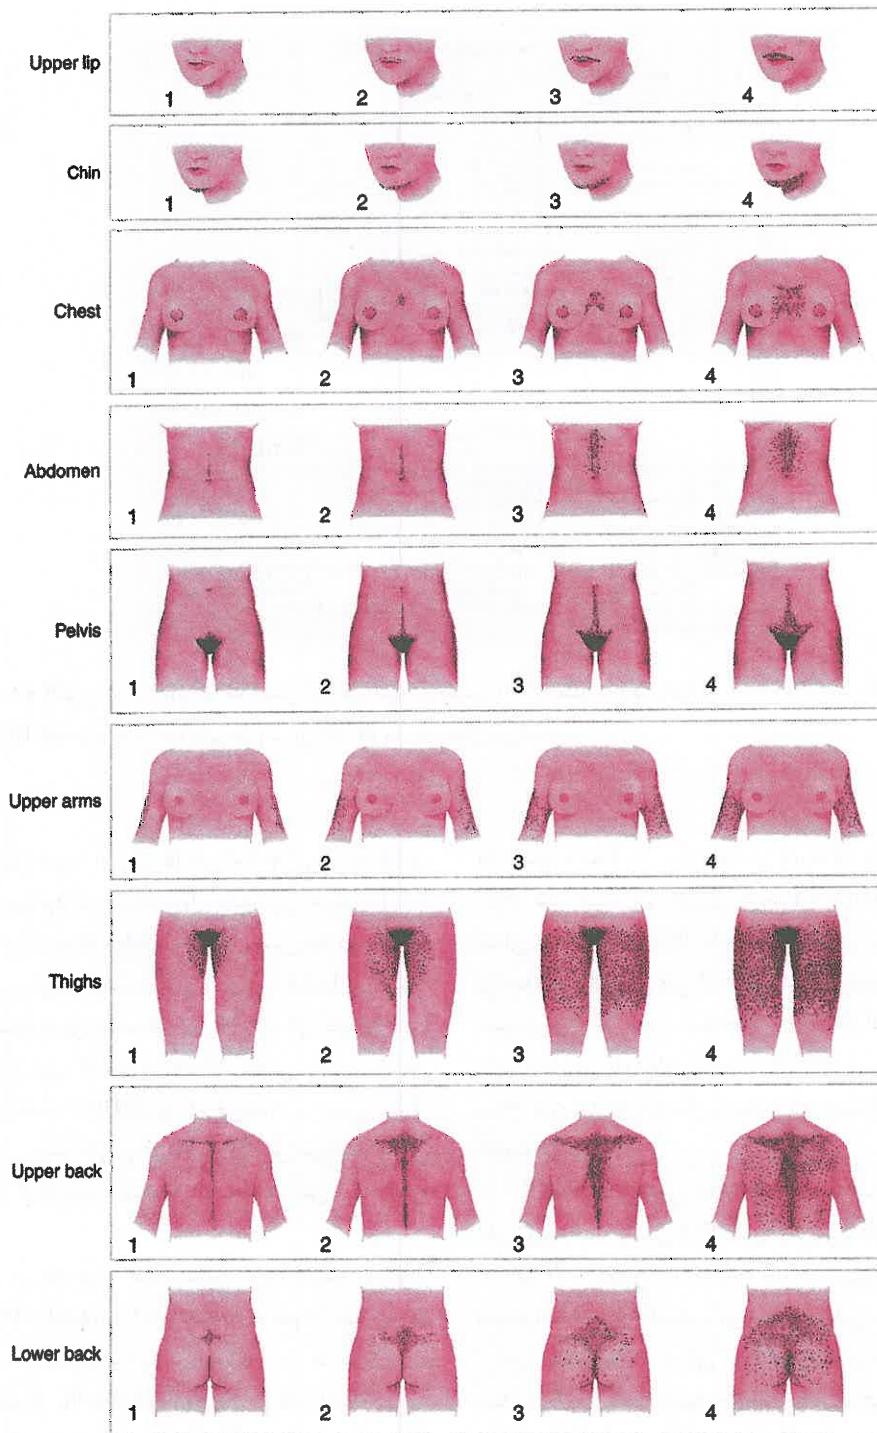 Upper lip
1 2 3 4
Chin
1 2 3 4
Chest
1 2 3 4
Abdomen
1 2 3 4
Pelvis
1 2 3 4
Upper arms
1 2 3 4
Thighs
1 2 3 4
Upper back
1 2 3 4
Lower back
1 2 3 4